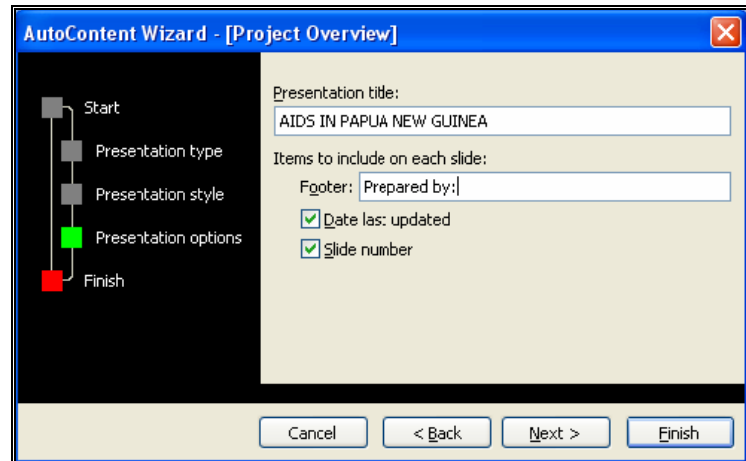 AutoContent Wizard - [Project Overview]
Start
Presentation type
Presentation style
Presentation options
Finish
Presentation title:
AIDS IN PAPUA NEW GUINEA
Items to include on each slide:
Footer: Prepared by:
Date last updated
Slide number
Cancel
< Back
Next >
Finish